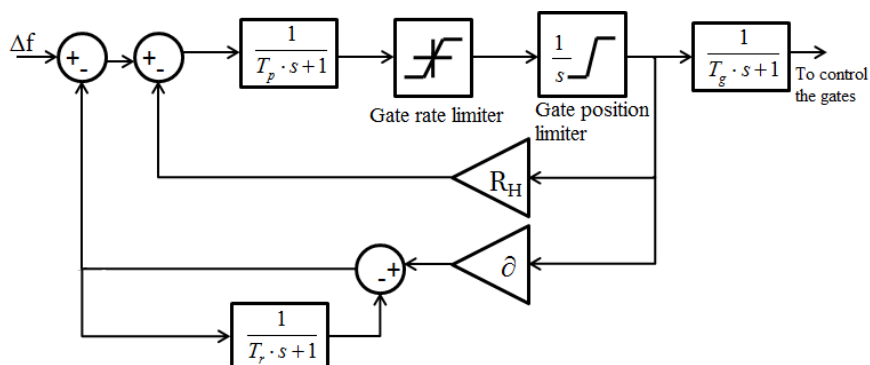 Δf
+
-
+
-
1
T_p · s+1
Gate rate limiter
1
s
Gate position
limiter
1
T_g · s+1
To control
the gates
R_H
∂
-
+
1
T_r · s+1